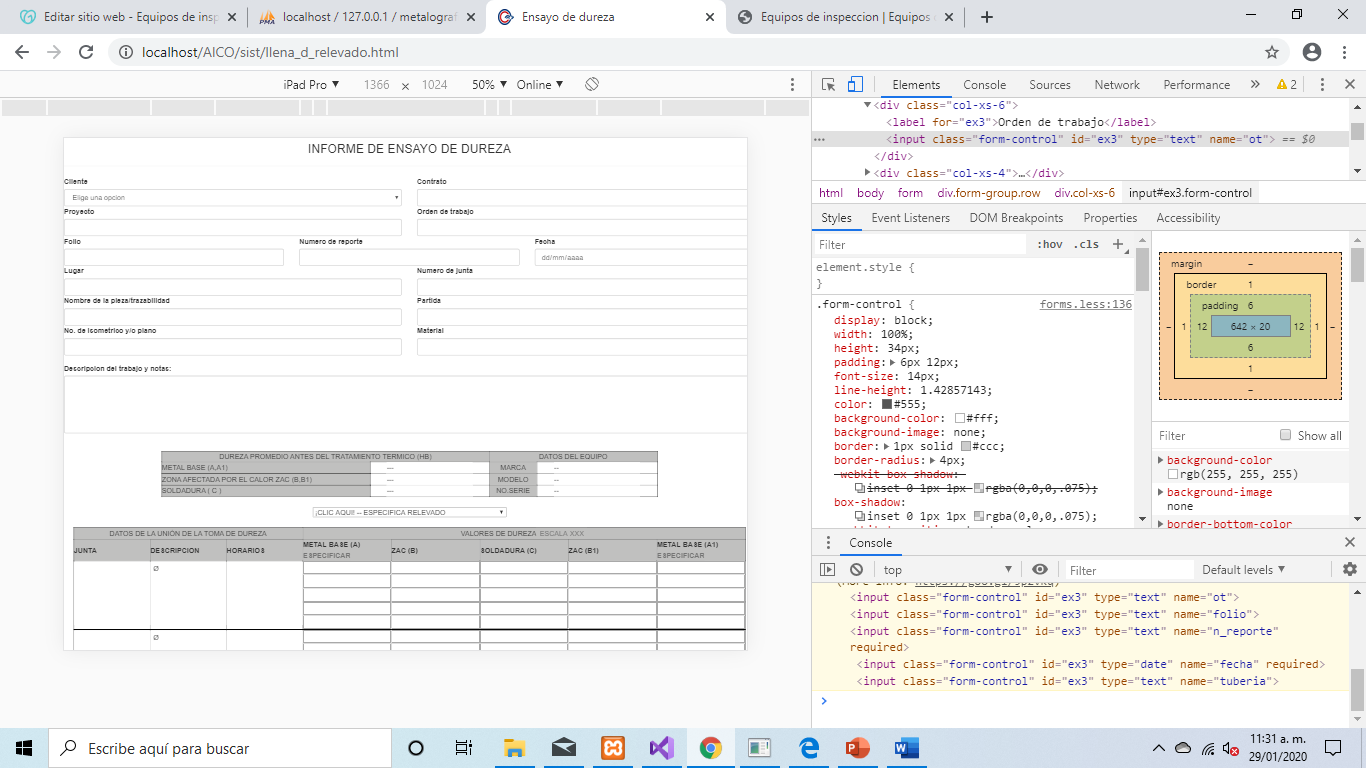 Editar sitio web - Equipos de insp
localhost / 127.0.0.1 / metalograf
Ensayo de dureza
Equipos de inspeccion | Equipos
localhost/AICO/sist/llena_d_relevado.html
iPad Pro ▼ 1366 × 1024 50% ▼ Online ▼
INFORME DE ENSAYO DE DUREZA
Cliente Contrato
Elige una opcion
Proyecto Orden de trabajo
Folio Numero de reporte Fecha
dd/mm/aaaa
Lugar Numero de junta
Nombre de la pieza/trazabilidad Partida
No. de isometrico y/o plano Material
Descripcion del trabajo y notas:
DUREZA PROMEDIO ANTES DEL TRATAMIENTO TERMICO (HB) DATOS DEL EQUIPO
METAL BASE (A,A1) --- MARCA --
ZONA AFECTADA POR EL CALOR ZAC (B,B1) --- MODELO --
SOLDADURA ( C ) --- NO.SERIE --
¡CLIC AQUI! -- ESPECIFICA RELEVADO
DATOS DE LA UNIÓN DE LA TOMA DE DUREZA VALORES DE DUREZA ESCALA XXX
JUNTA DESCRIPCION HORARIOS METAL BASE (A) ESPECIFICAR ZAC (B) SOLDADURA (C) ZAC (B1) METAL BASE (A1) ESPECIFICAR
Ø
Ø
Elements Console Sources Network Performance » 2
▼<div class="col-xs-6">
<label for="ex3">Orden de trabajo</label>
<input class="form-control" id="ex3" type="text" name="ot"> == $0
</div>
▶<div class="col-xs-4">…</div>
html body form div.form-group.row div.col-xs-6 input#ex3.form-control
Styles Event Listeners DOM Breakpoints Properties Accessibility
Filter :hov .cls +
element.style {
}
.form-control { forms.less:136
display: block;
width: 100%;
height: 34px;
padding: ▶ 6px 12px;
font-size: 14px;
line-height: 1.42857143;
color: #555;
background-color: #fff;
background-image: none;
border: ▶ 1px solid #ccc;
border-radius: ▶ 4px;
-webkit-box-shadow:
inset 0 1px 1px rgba(0,0,0,.075);
box-shadow:
inset 0 1px 1px rgba(0,0,0,.075);
margin –
border 1
padding 6
– 1 12 642 × 20 12 1 –
6
1
–
Filter Show all
▶ background-color
rgb(255, 255, 255)
▶ background-image
none
▶ border-bottom-color
Console
top ▼ Filter Default levels ▼
(More info: https://goo.gl/9p2vKq)
<input class="form-control" id="ex3" type="text" name="ot">
<input class="form-control" id="ex3" type="text" name="folio">
<input class="form-control" id="ex3" type="text" name="n_reporte"
required>
<input class="form-control" id="ex3" type="date" name="fecha" required>
<input class="form-control" id="ex3" type="text" name="tuberia">
Escribe aquí para buscar
11:31 a. m.
29/01/2020